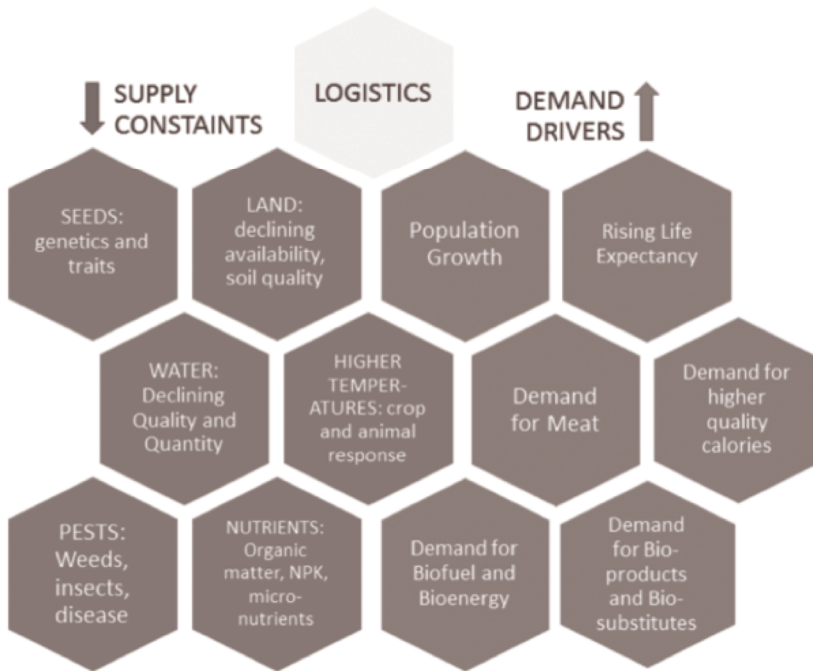 SUPPLY
CONSTAINTS
LOGISTICS
DEMAND
DRIVERS
SEEDS:
genetics and
traits
LAND:
declining
availability,
soil quality
Population
Growth
Rising Life
Expectancy
WATER:
Declining
Quality and
Quantity
HIGHER
TEMPER-
ATURES: crop
and animal
response
Demand
for Meat
Demand for
higher
quality
calories
PESTS:
Weeds,
insects,
disease
NUTRIENTS:
Organic
matter, NPK,
micro-
nutrients
Demand for
Biofuel and
Bioenergy
Demand
for Bio-
products
and Bio-
substitutes